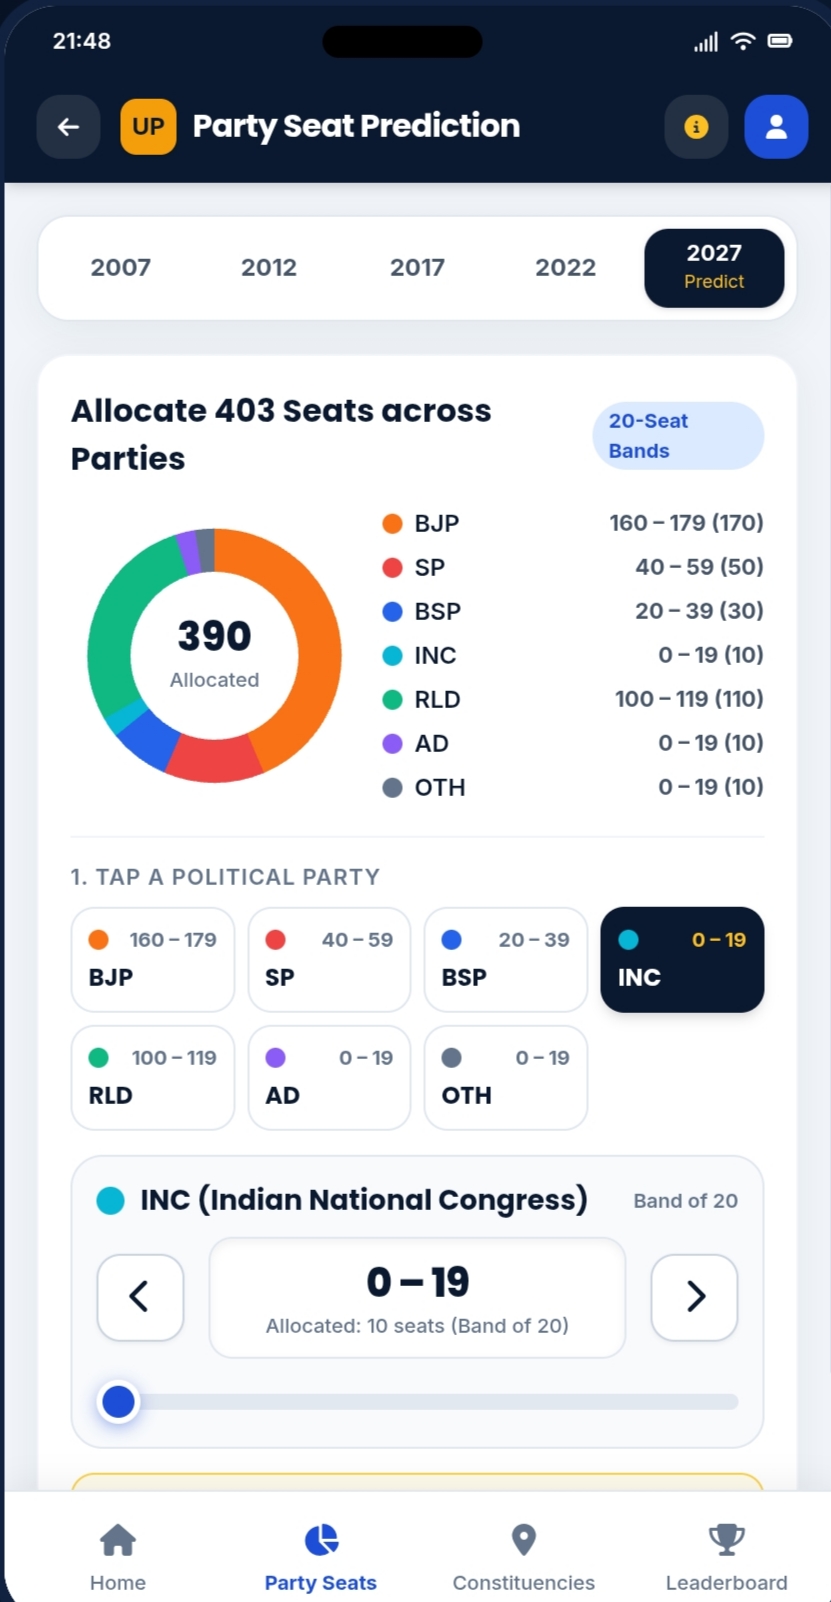 21:48
UP Party Seat Prediction
2007 2012 2017 2022 2027
Predict
Allocate 403 Seats across
Parties
20-Seat
Bands
390
Allocated
BJP 160 – 179 (170)
SP 40 – 59 (50)
BSP 20 – 39 (30)
INC 0 – 19 (10)
RLD 100 – 119 (110)
AD 0 – 19 (10)
OTH 0 – 19 (10)
1. TAP A POLITICAL PARTY
160 – 179 40 – 59 20 – 39 0 – 19
BJP SP BSP INC
100 – 119 0 – 19 0 – 19
RLD AD OTH
INC (Indian National Congress) Band of 20
0 – 19
Allocated: 10 seats (Band of 20)
Home Party Seats Constituencies Leaderboard